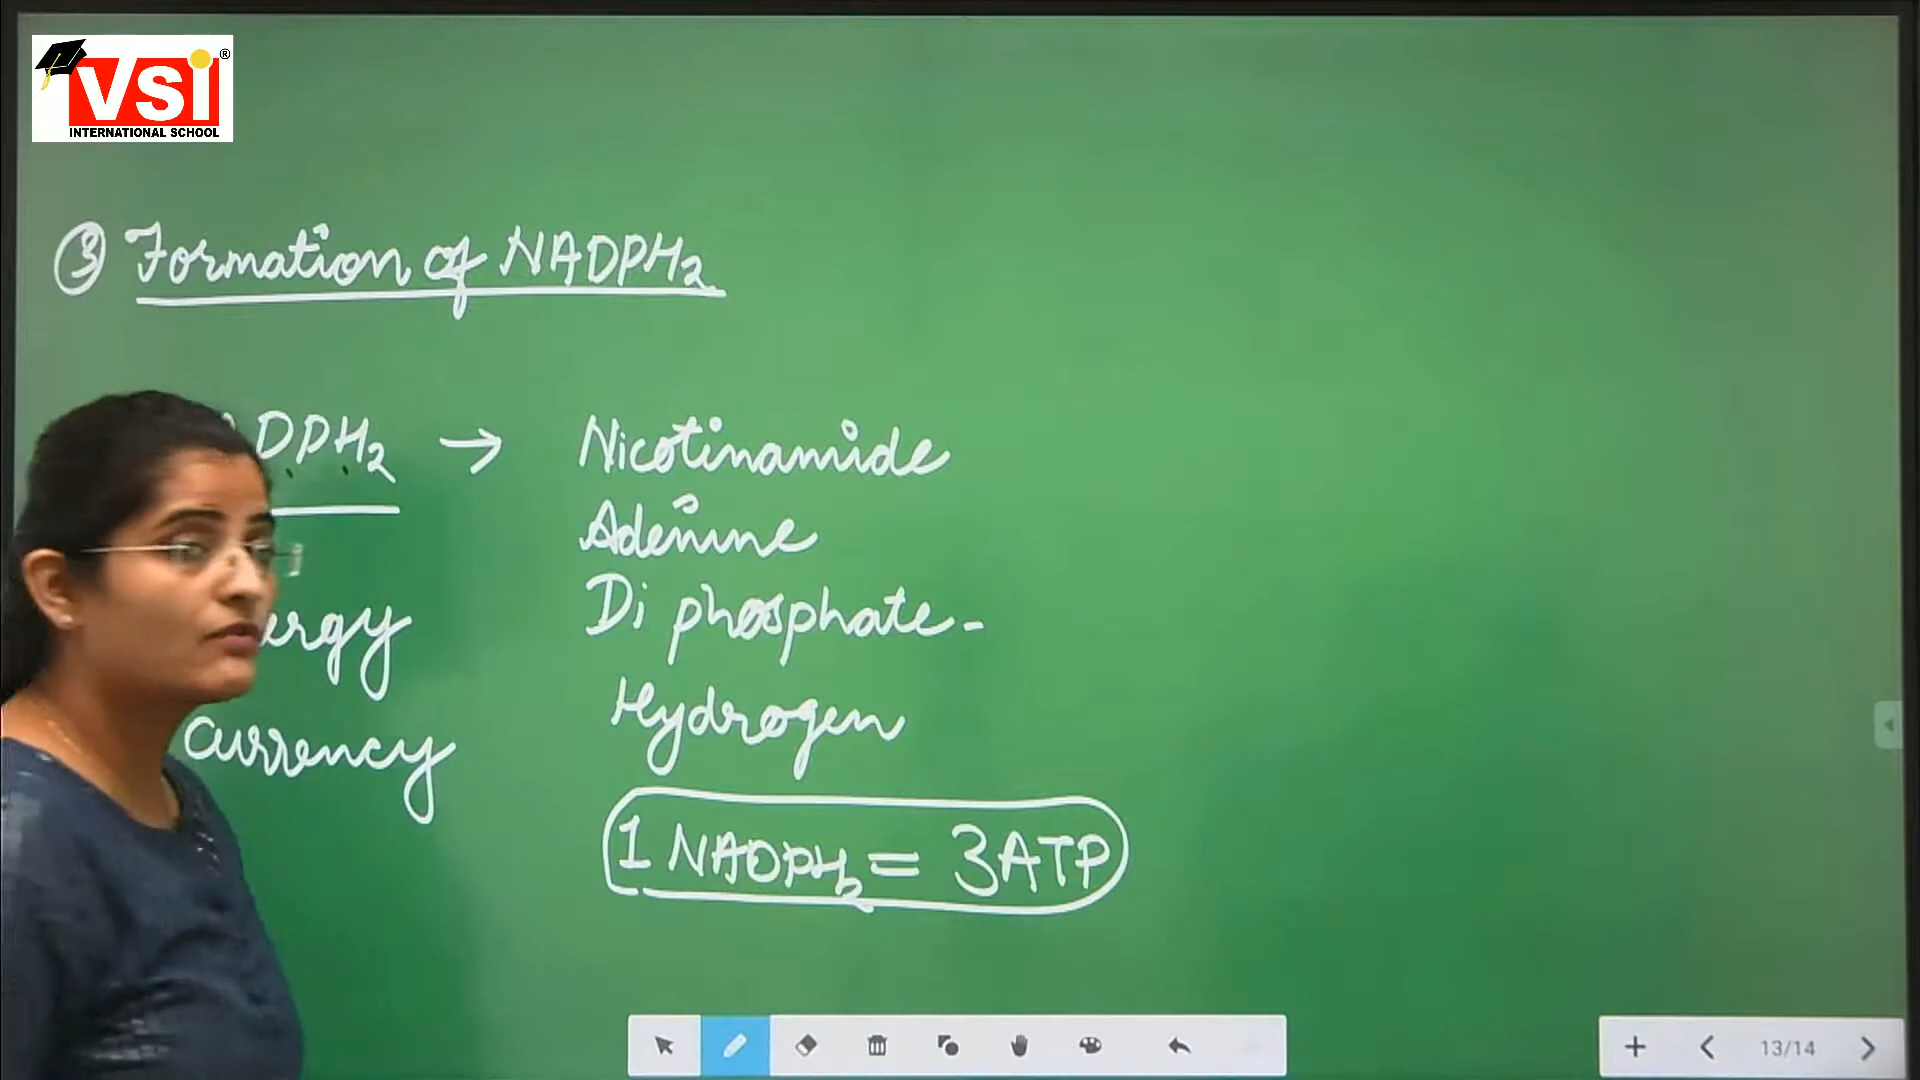 VSI ®
INTERNATIONAL SCHOOL
③ Formation of NADPH₂
DPH₂ → Nicotinamide
Adenine
Di phosphate -
Hydrogen
ergy
Currency
1 NADPH₂ = 3ATP
13/14